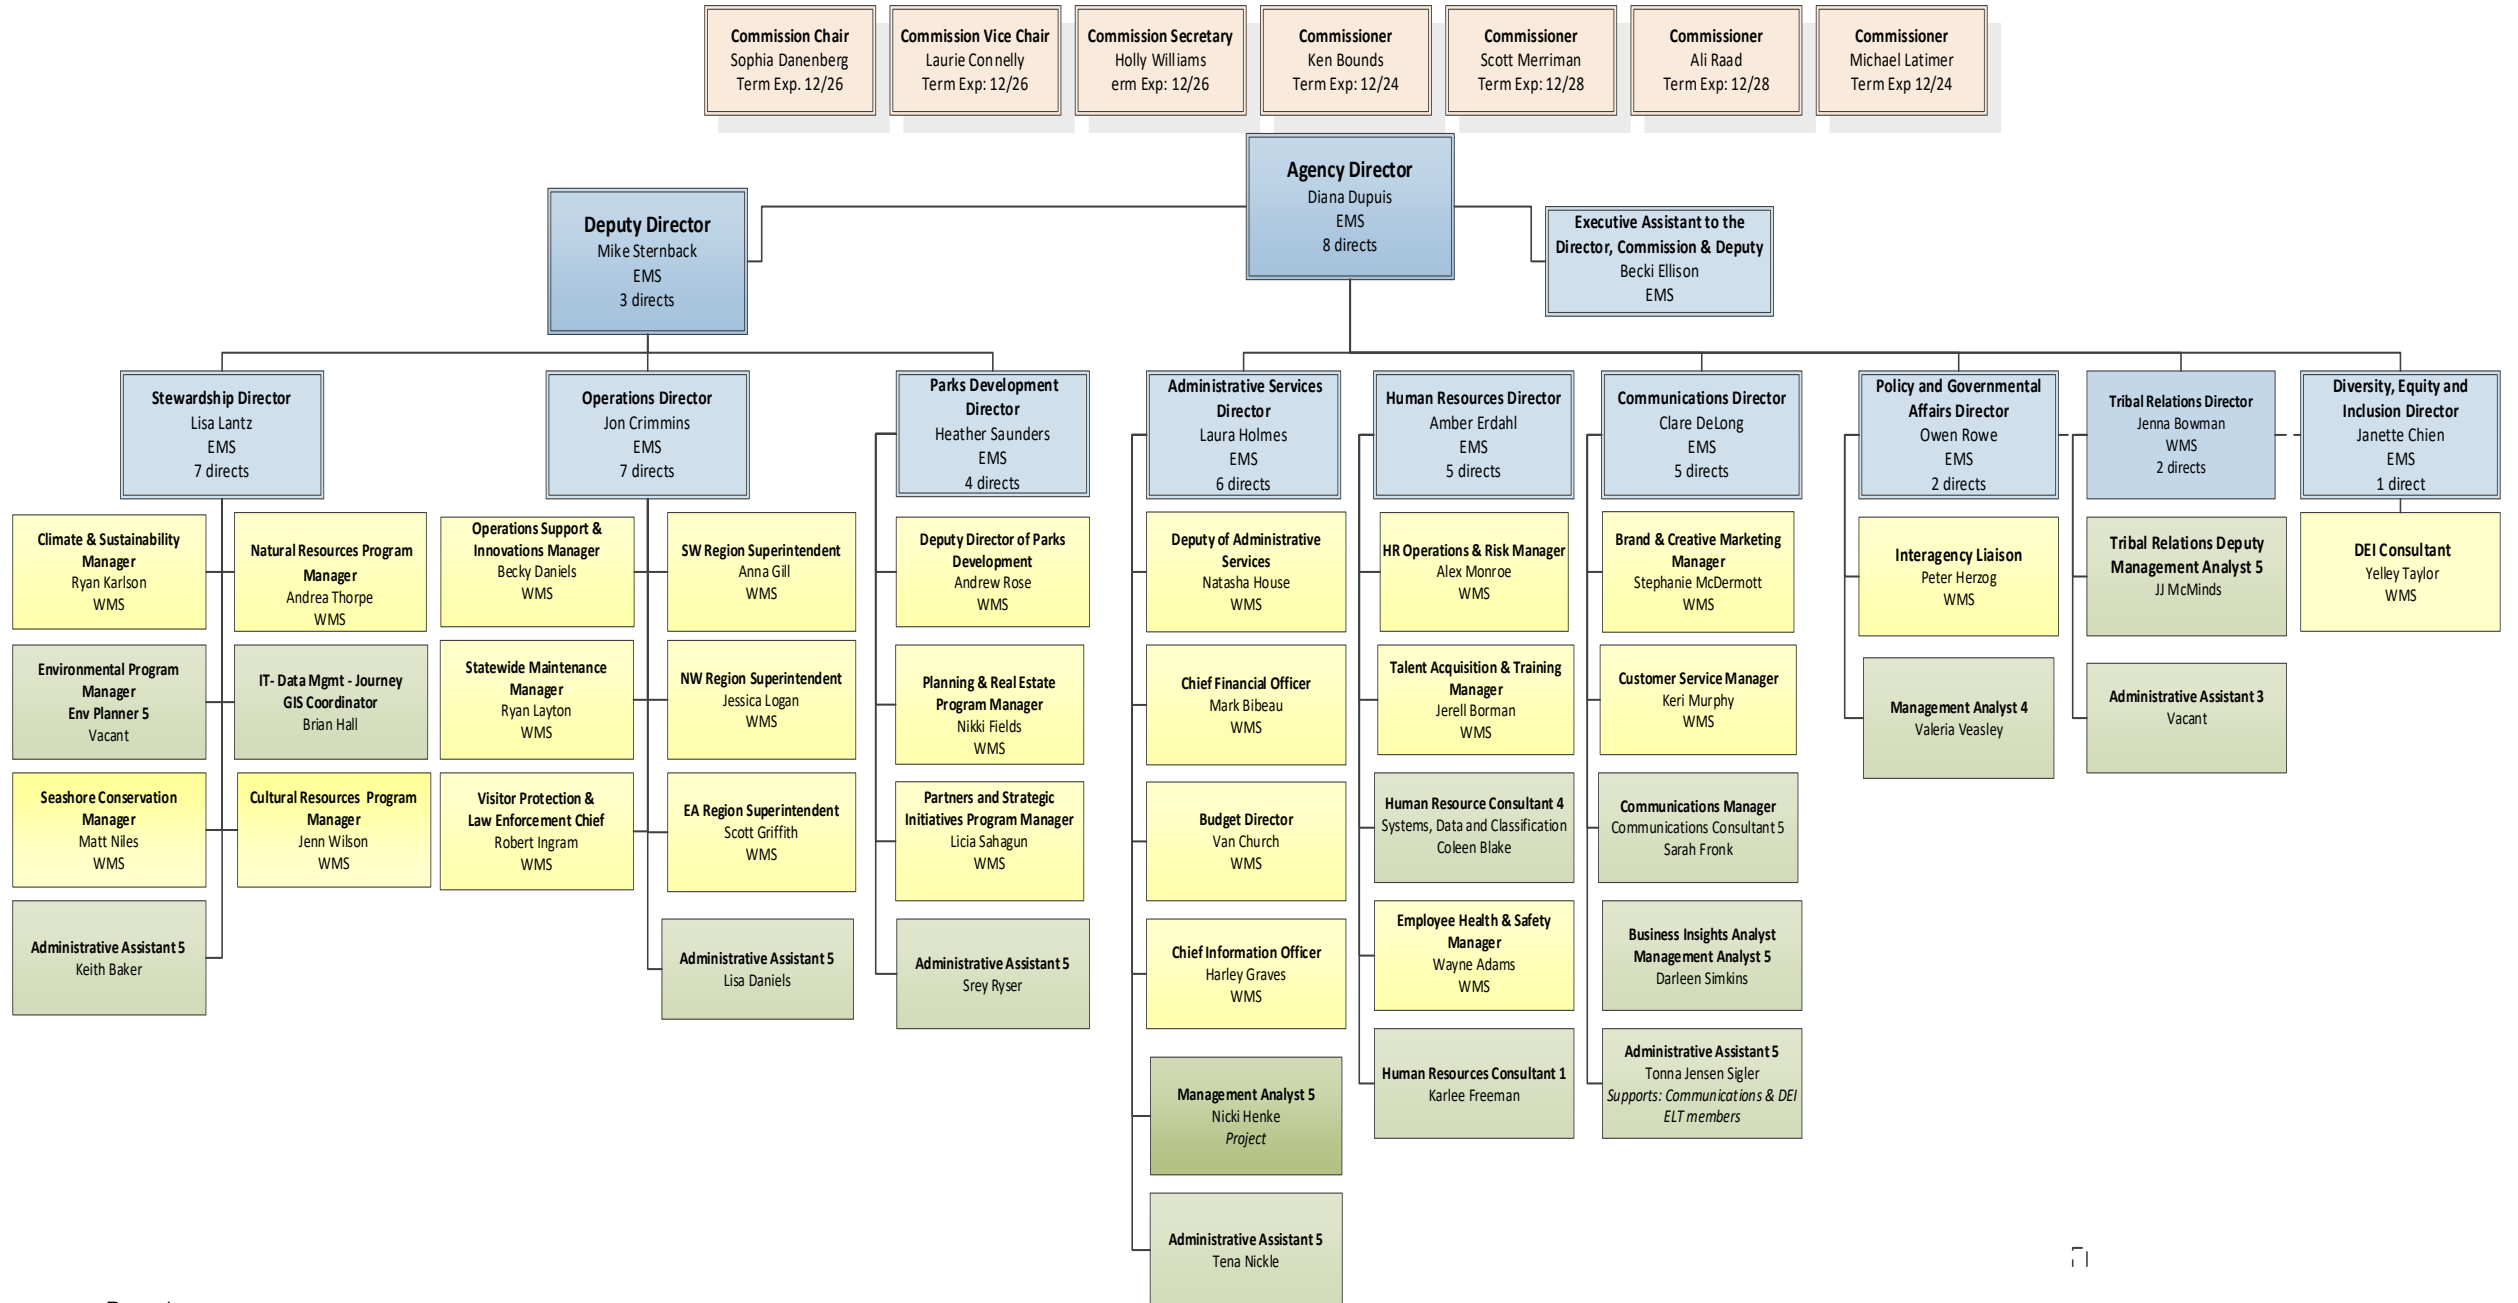 Commission Chair
Sophia Danenberg
Term Exp. 12/26
Commission Vice Chair
Laurie Connelly
Term Exp: 12/26
Commission Secretary
Holly Williams
erm Exp: 12/26
Commissioner
Ken Bounds
Term Exp: 12/24
Commissioner
Scott Merriman
Term Exp: 12/28
Commissioner
Ali Raad
Term Exp: 12/28
Commissioner
Michael Latimer
Term Exp 12/24
Agency Director
Diana Dupuis
EMS
8 directs
Deputy Director
Mike Sternback
EMS
3 directs
Executive Assistant to the
Director, Commission & Deputy
Becki Ellison
EMS
Stewardship Director
Lisa Lantz
EMS
7 directs
Operations Director
Jon Crimmins
EMS
7 directs
Parks Development
Director
Heather Saunders
EMS
4 directs
Administrative Services
Director
Laura Holmes
EMS
6 directs
Human Resources Director
Amber Erdahl
EMS
5 directs
Communications Director
Clare DeLong
EMS
5 directs
Policy and Governmental
Affairs Director
Owen Rowe
EMS
2 directs
Tribal Relations Director
Jenna Bowman
WMS
2 directs
Diversity, Equity and
Inclusion Director
Janette Chien
EMS
1 direct
Climate & Sustainability
Manager
Ryan Karlson
WMS
Natural Resources Program
Manager
Andrea Thorpe
WMS
Environmental Program
Manager
Env Planner 5
Vacant
IT- Data Mgmt - Journey
GIS Coordinator
Brian Hall
Seashore Conservation
Manager
Matt Niles
WMS
Cultural Resources Program
Manager
Jenn Wilson
WMS
Administrative Assistant 5
Keith Baker
Operations Support &
Innovations Manager
Becky Daniels
WMS
SW Region Superintendent
Anna Gill
WMS
Statewide Maintenance
Manager
Ryan Layton
WMS
NW Region Superintendent
Jessica Logan
WMS
Visitor Protection &
Law Enforcement Chief
Robert Ingram
WMS
EA Region Superintendent
Scott Griffith
WMS
Administrative Assistant 5
Lisa Daniels
Deputy Director of Parks
Development
Andrew Rose
WMS
Planning & Real Estate
Program Manager
Nikki Fields
WMS
Partners and Strategic
Initiatives Program Manager
Licia Sahagun
WMS
Administrative Assistant 5
Srey Ryser
Deputy of Administrative
Services
Natasha House
WMS
Chief Financial Officer
Mark Bibeau
WMS
Budget Director
Van Church
WMS
Chief Information Officer
Harley Graves
WMS
Management Analyst 5
Nicki Henke
Project
Administrative Assistant 5
Tena Nickle
HR Operations & Risk Manager
Alex Monroe
WMS
Talent Acquisition & Training
Manager
Jerell Borman
WMS
Human Resource Consultant 4
Systems, Data and Classification
Coleen Blake
Employee Health & Safety
Manager
Wayne Adams
WMS
Human Resources Consultant 1
Karlee Freeman
Brand & Creative Marketing
Manager
Stephanie McDermott
WMS
Customer Service Manager
Keri Murphy
WMS
Communications Manager
Communications Consultant 5
Sarah Fronk
Business Insights Analyst
Management Analyst 5
Darleen Simkins
Administrative Assistant 5
Tonna Jensen Sigler
Supports: Communications & DEI
ELT members
Interagency Liaison
Peter Herzog
WMS
Management Analyst 4
Valeria Veasley
Tribal Relations Deputy
Management Analyst 5
JJ McMinds
Administrative Assistant 3
Vacant
DEI Consultant
Yelley Taylor
WMS